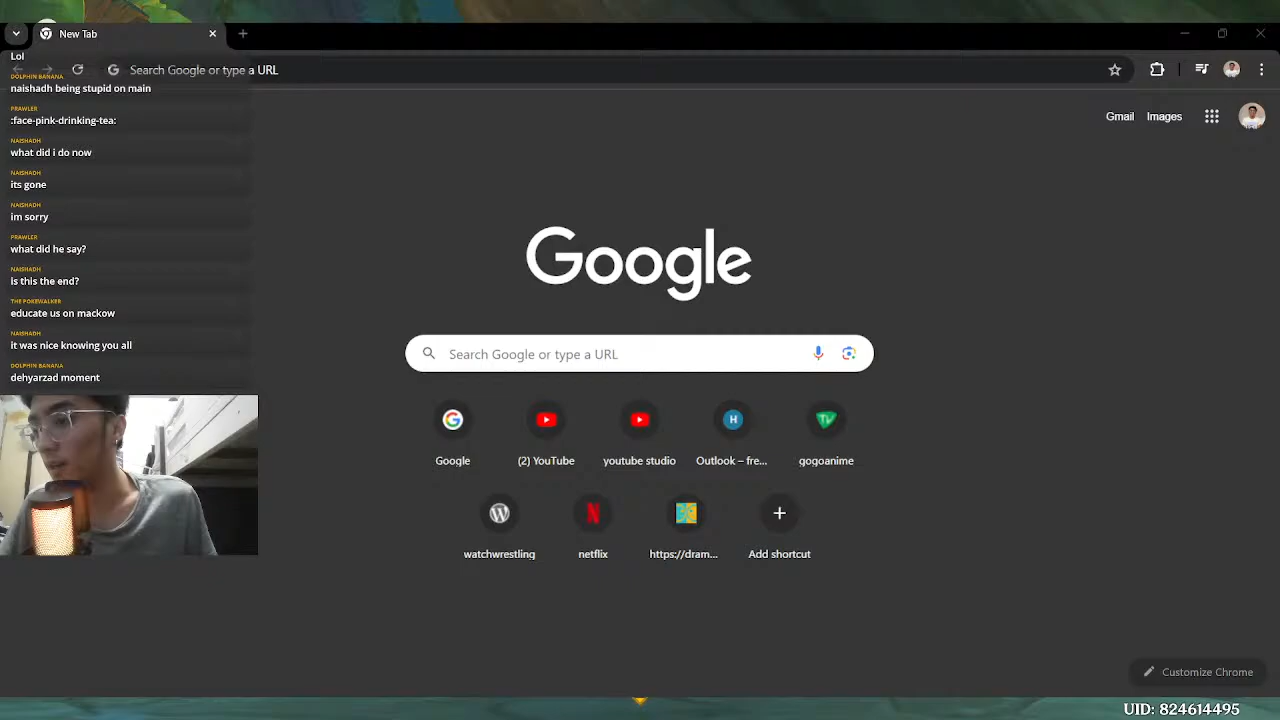 New Tab
Search Google or type a URL
Lol
DOLPHIN BANANA
naishadh being stupid on main
PRAWLER
:face-pink-drinking-tea:
NAISHADH
what did i do now
NAISHADH
its gone
NAISHADH
im sorry
PRAWLER
what did he say?
NAISHADH
is this the end?
THE POKEWALKER
educate us on mackow
NAISHADH
it was nice knowing you all
DOLPHIN BANANA
dehyarzad moment
Gmail Images
Google
Search Google or type a URL
Google (2) YouTube youtube studio Outlook – fre... gogoanime
watchwrestling netflix https://dram... Add shortcut
Customize Chrome
UID: 824614495